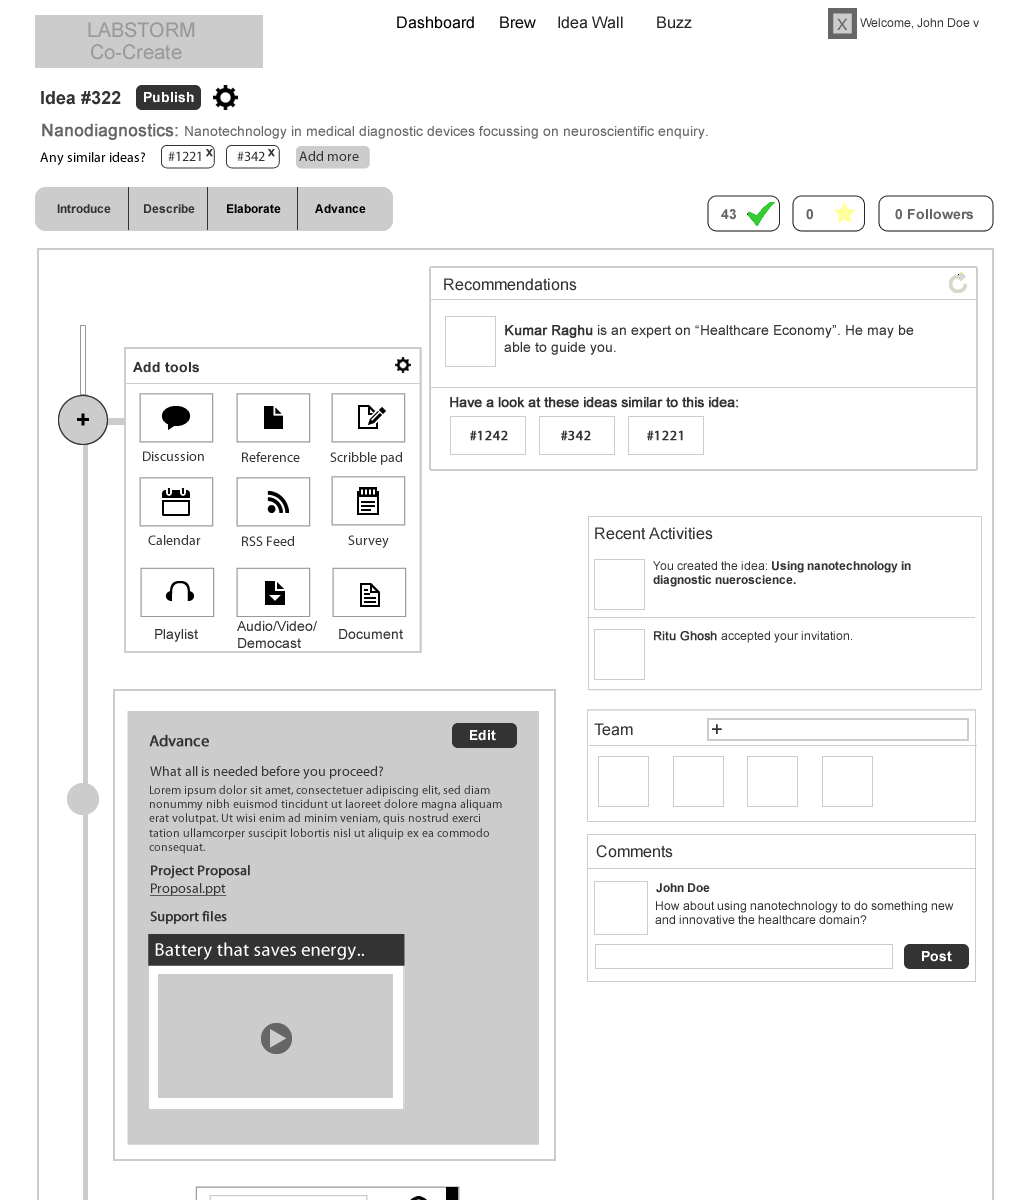 LABSTORM
Co-Create
Dashboard Brew Idea Wall Buzz
X Welcome, John Doe v
Idea #322 Publish
Nanodiagnostics: Nanotechnology in medical diagnostic devices focussing on neuroscientific enquiry.
Any similar ideas? #1221 x #342 x Add more
Introduce Describe Elaborate Advance
43 0 0 Followers
Recommendations
Kumar Raghu is an expert on “Healthcare Economy”. He may be
able to guide you.
Have a look at these ideas similar to this idea:
#1242 #342 #1221
+
Add tools
Discussion Reference Scribble pad
Calendar RSS Feed Survey
Playlist Audio/Video/
Democast Document
Recent Activities
You created the idea: Using nanotechnology in
diagnostic nueroscience.
Ritu Ghosh accepted your invitation.
Team +
Comments
John Doe
How about using nanotechnology to do something new
and innovative the healthcare domain?
Post
Advance Edit
What all is needed before you proceed?
Lorem ipsum dolor sit amet, consectetuer adipiscing elit, sed diam
nonummy nibh euismod tincidunt ut laoreet dolore magna aliquam
erat volutpat. Ut wisi enim ad minim veniam, quis nostrud exerci
tation ullamcorper suscipit lobortis nisl ut aliquip ex ea commodo
consequat.
Project Proposal
Proposal.ppt
Support files
Battery that saves energy..